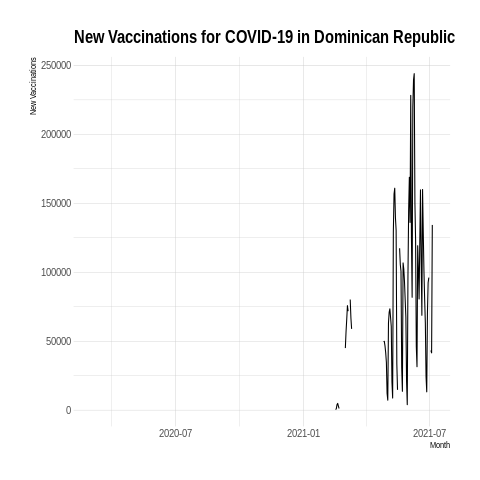 New Vaccinations for COVID-19 in Dominican Republic
New Vaccinations
250000
200000
150000
100000
50000
0
2020-07 2021-01 2021-07
Month